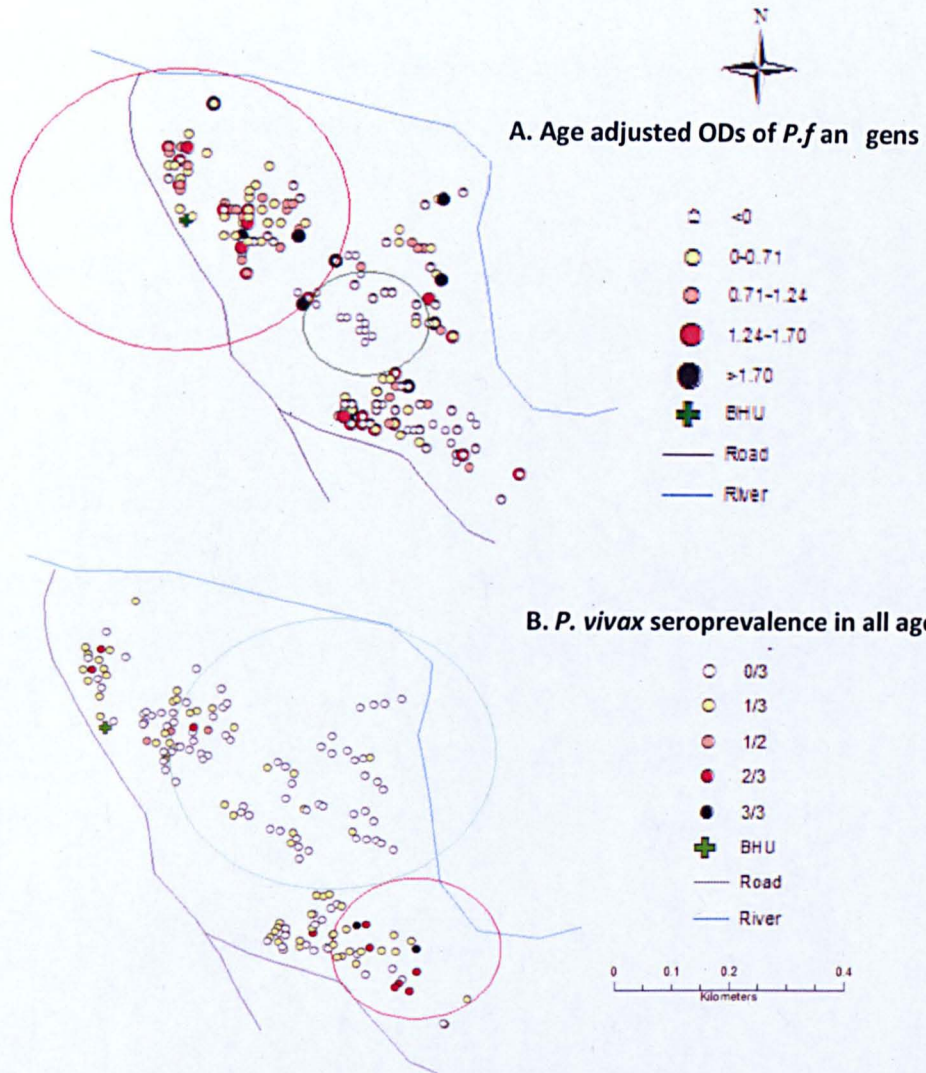 N
A. Age adjusted ODs of P.f an gens
<0
0-0.71
0.71-1.24
1.24-1.70
>1.70
BHU
Road
River
B. P. vivax seroprevalence in all age
0/3
1/3
1/2
2/3
3/3
BHU
Road
River
0 0.1 0.2 0.4
Kilometers